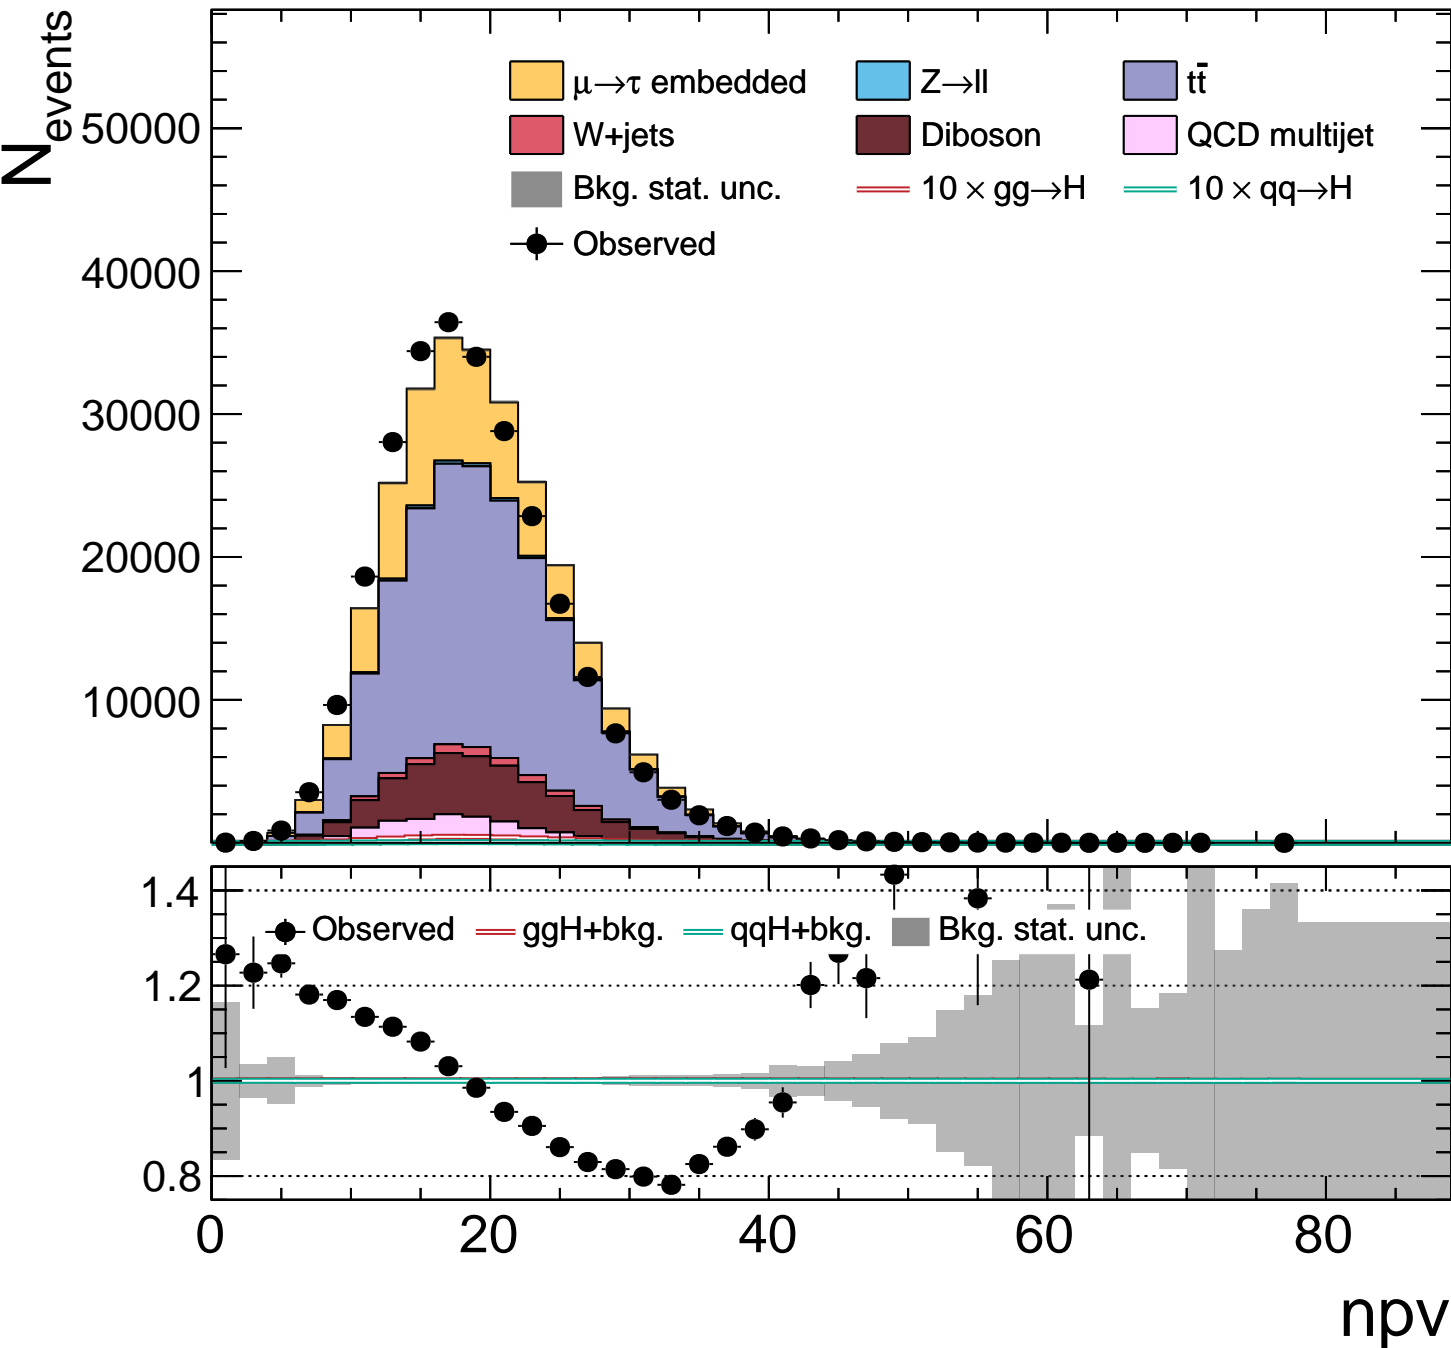 N_events
50000
40000
30000
20000
10000
μ→τ embedded Z→ll tt̄
W+jets Diboson QCD multijet
Bkg. stat. unc. 10 × gg→H 10 × qq→H
Observed
1.4
1.2
1
0.8
Observed ggH+bkg. qqH+bkg. Bkg. stat. unc.
0 20 40 60 80
npv